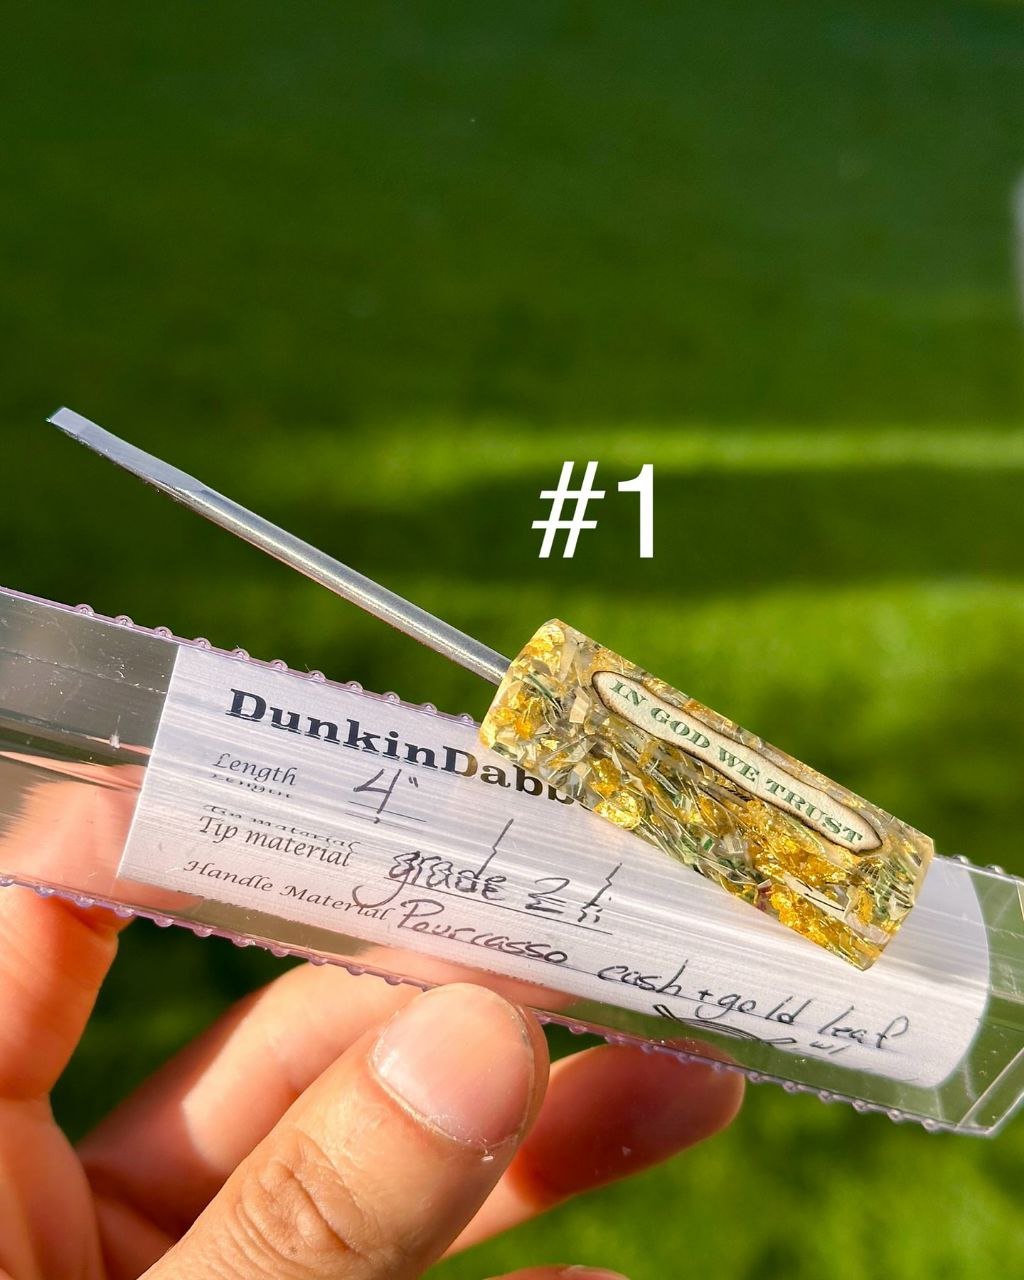 #1
IN GOD WE TRUST
DunkinDabb
Length 4"
Tip material grade 2
Handle Material Pourcasso cash + gold leaf